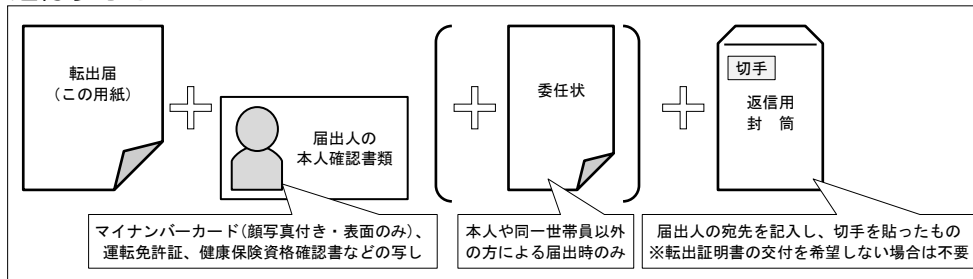 転出届
（この用紙）
届出人の
本人確認書類
委任状
切手
返信用
封　筒
マイナンバーカード（顔写真付き・表面のみ）、
運転免許証、健康保険資格確認書などの写し
本人や同一世帯員以外
の方による届出時のみ
届出人の宛先を記入し、切手を貼ったもの
※転出証明書の交付を希望しない場合は不要